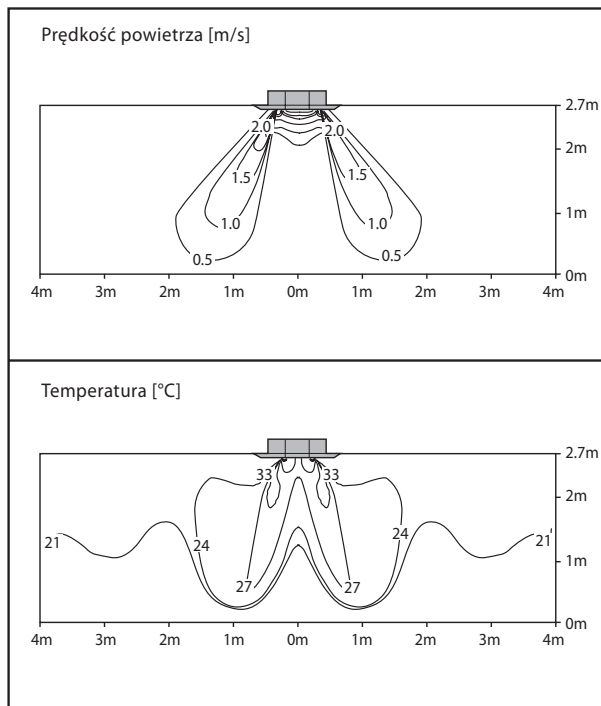 Prędkość powietrza [m/s]
2.7m
2.0 2.0
2m
1.5 1.5
1m
1.0 1.0
0.5 0.5
0m
4m 3m 2m 1m 0m 1m 2m 3m 4m
Temperatura [°C]
2.7m
33 33
2m
21 24 24 21
1m
27 27
0m
4m 3m 2m 1m 0m 1m 2m 3m 4m